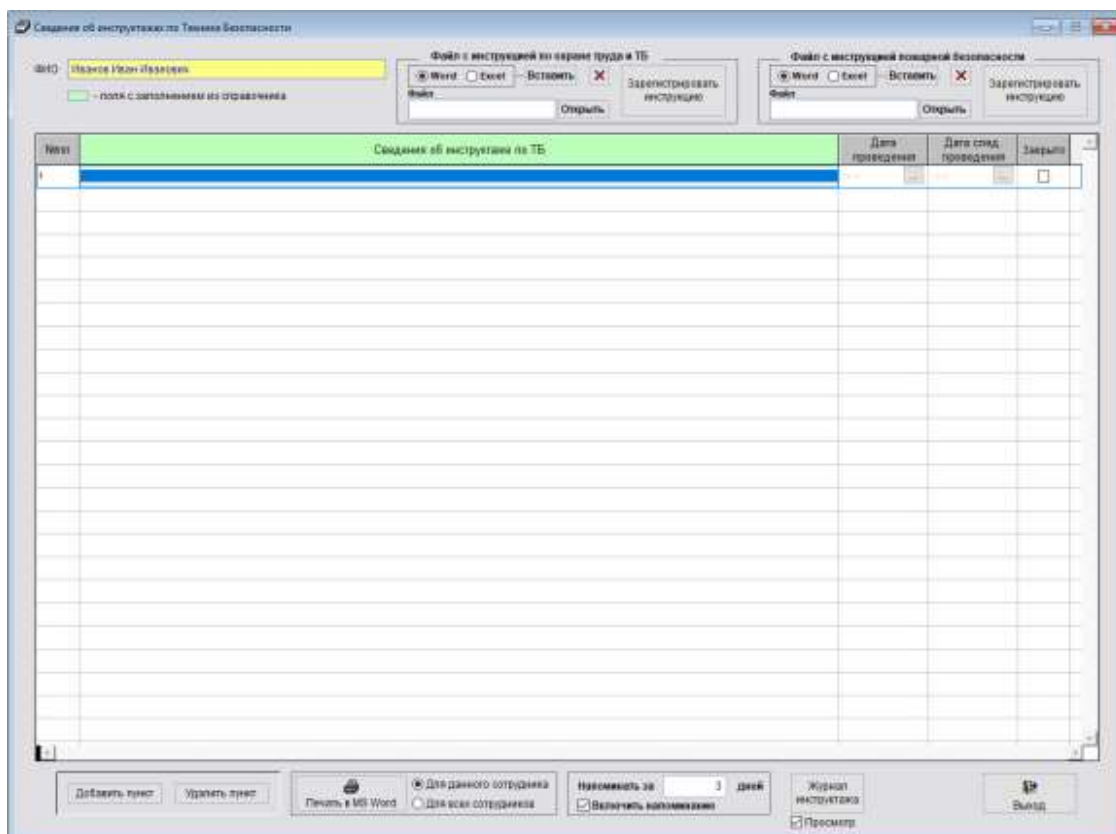 Сведения об инструктажах по Технике Безопасности
ФИО Иванов Иван Иванович
- поля с заполнением из справочника
Файл с инструкцией по охране труда и ТБ
Word Excel Вставить
Файл
Открыть
Зарегистрировать инструкцию
Файл с инструкцией пожарной безопасности
Word Excel Вставить
Файл
Открыть
Зарегистрировать инструкцию
№пп Сведения об инструктаже по ТБ Дата проведения Дата след. проведения Закрыто
1
Добавить пункт Удалить пункт
Печать в MS Word
Для данного сотрудника
Для всех сотрудников
Напоминать за 3 дней
Включить напоминание
Журнал инструктажа
Просмотр
Выход